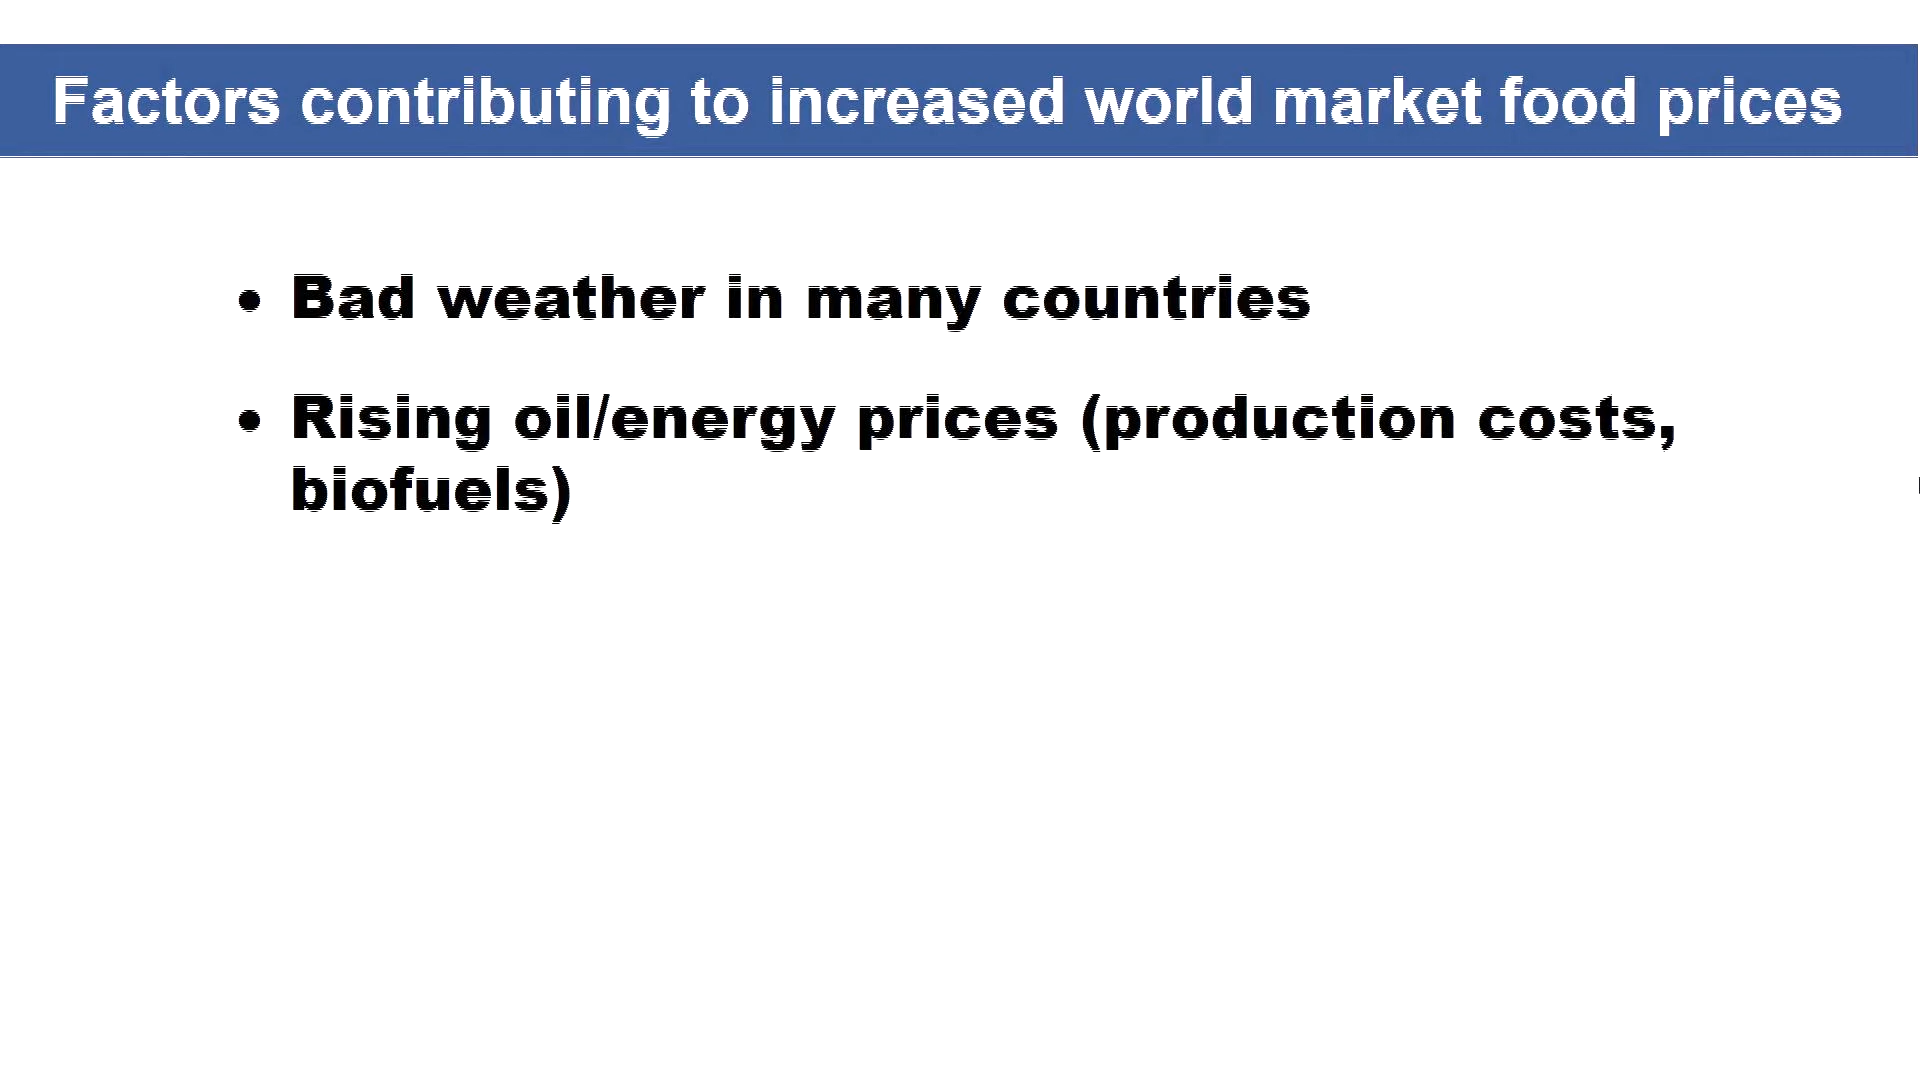 Factors contributing to increased world market food prices
• Bad weather in many countries
• Rising oil/energy prices (production costs,
biofuels)